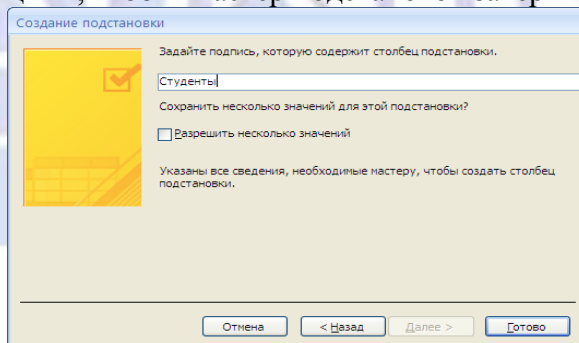 Создание подстановки
Задайте подпись, которую содержит столбец подстановки.
Студенты
Сохранить несколько значений для этой подстановки?
Разрешить несколько значений
Указаны все сведения, необходимые мастеру, чтобы создать столбец
подстановки.
Отмена < Назад Далее > Готово